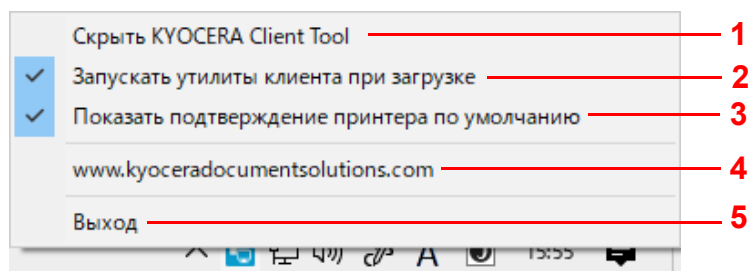 Скрыть KYOCERA Client Tool 1
Запускать утилиты клиента при загрузке 2
Показать подтверждение принтера по умолчанию 3
www.kyoceradocumentsolutions.com 4
Выход 5
A 15:55